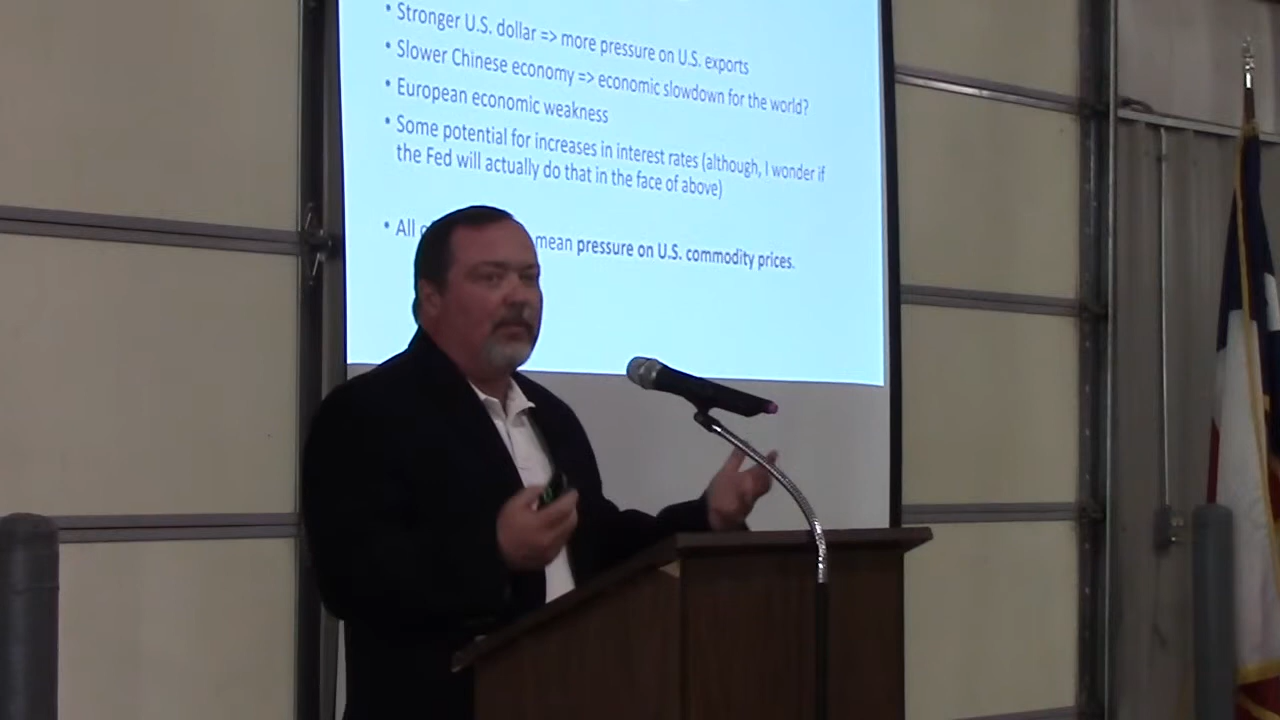 • Stronger U.S. dollar => more pressure on U.S. exports
• Slower Chinese economy => economic slowdown for the world?
• European economic weakness
• Some potential for increases in interest rates (although, I wonder if
the Fed will actually do that in the face of above)
• All mean pressure on U.S. commodity prices.